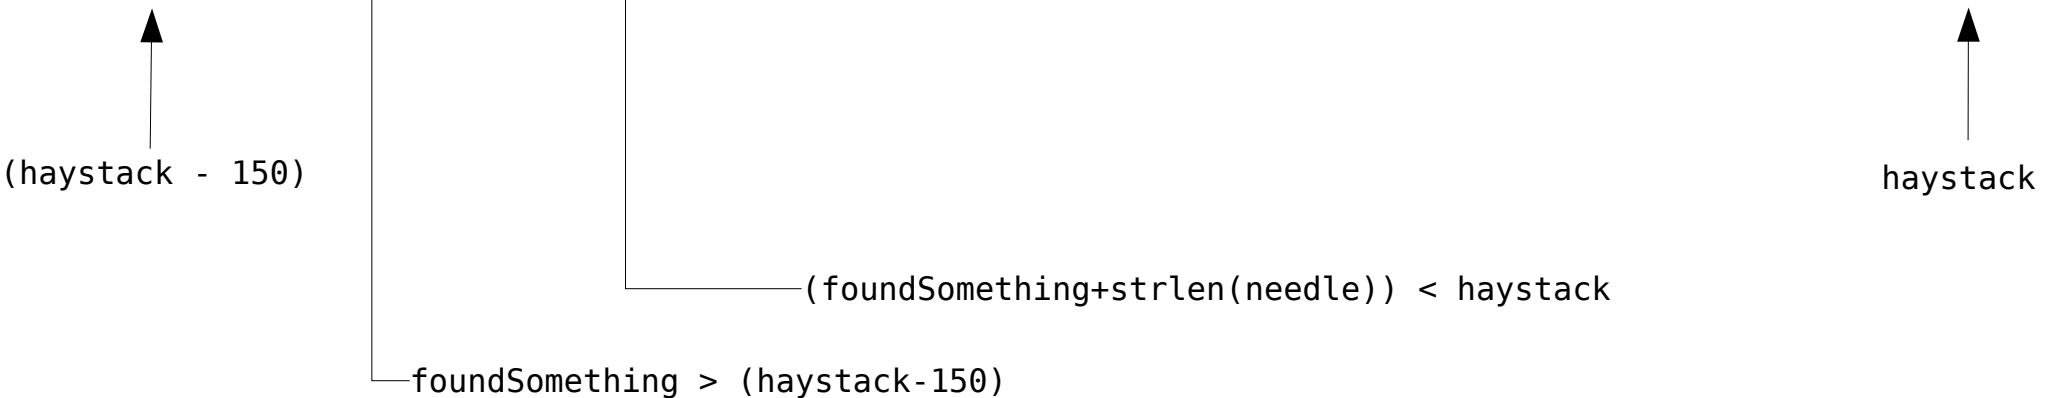 (haystack - 150)
haystack
(foundSomething+strlen(needle)) < haystack
foundSomething > (haystack-150)